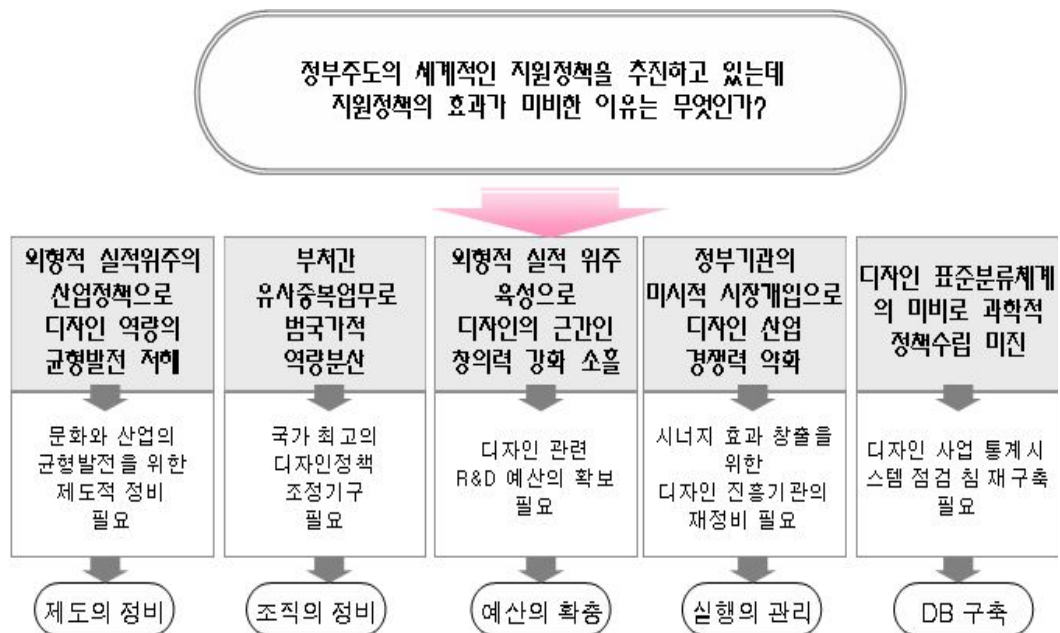 정부주도의 세계적인 지원정책을 추진하고 있는데
지원정책의 효과가 미비한 이유는 무엇인가?
외형적 실적위주의
산업정책으로
디자인 역량의
균형발전 저해
부처간
유사중복업무로
범국가적
역량분산
외형적 실적 위주
육성으로
디자인의 근간인
창의력 강화 소홀
정부기관의
미시적 시장개입으로
디자인 산업
경쟁력 약화
디자인 표준분류체계
의 미비로 과학적
정책수립 미진
문화와 산업의
균형발전을 위한
제도적 정비
필요
국가 최고의
디자인정책
조정기구
필요
디자인 관련
R&D 예산의 확보
필요
시너지 효과 창출을
위한
디자인 진흥기관의
재정비 필요
디자인 사업 통계시
스템 점검 침 재구축
필요
제도의 정비
조직의 정비
예산의 확충
실행의 관리
DB 구축